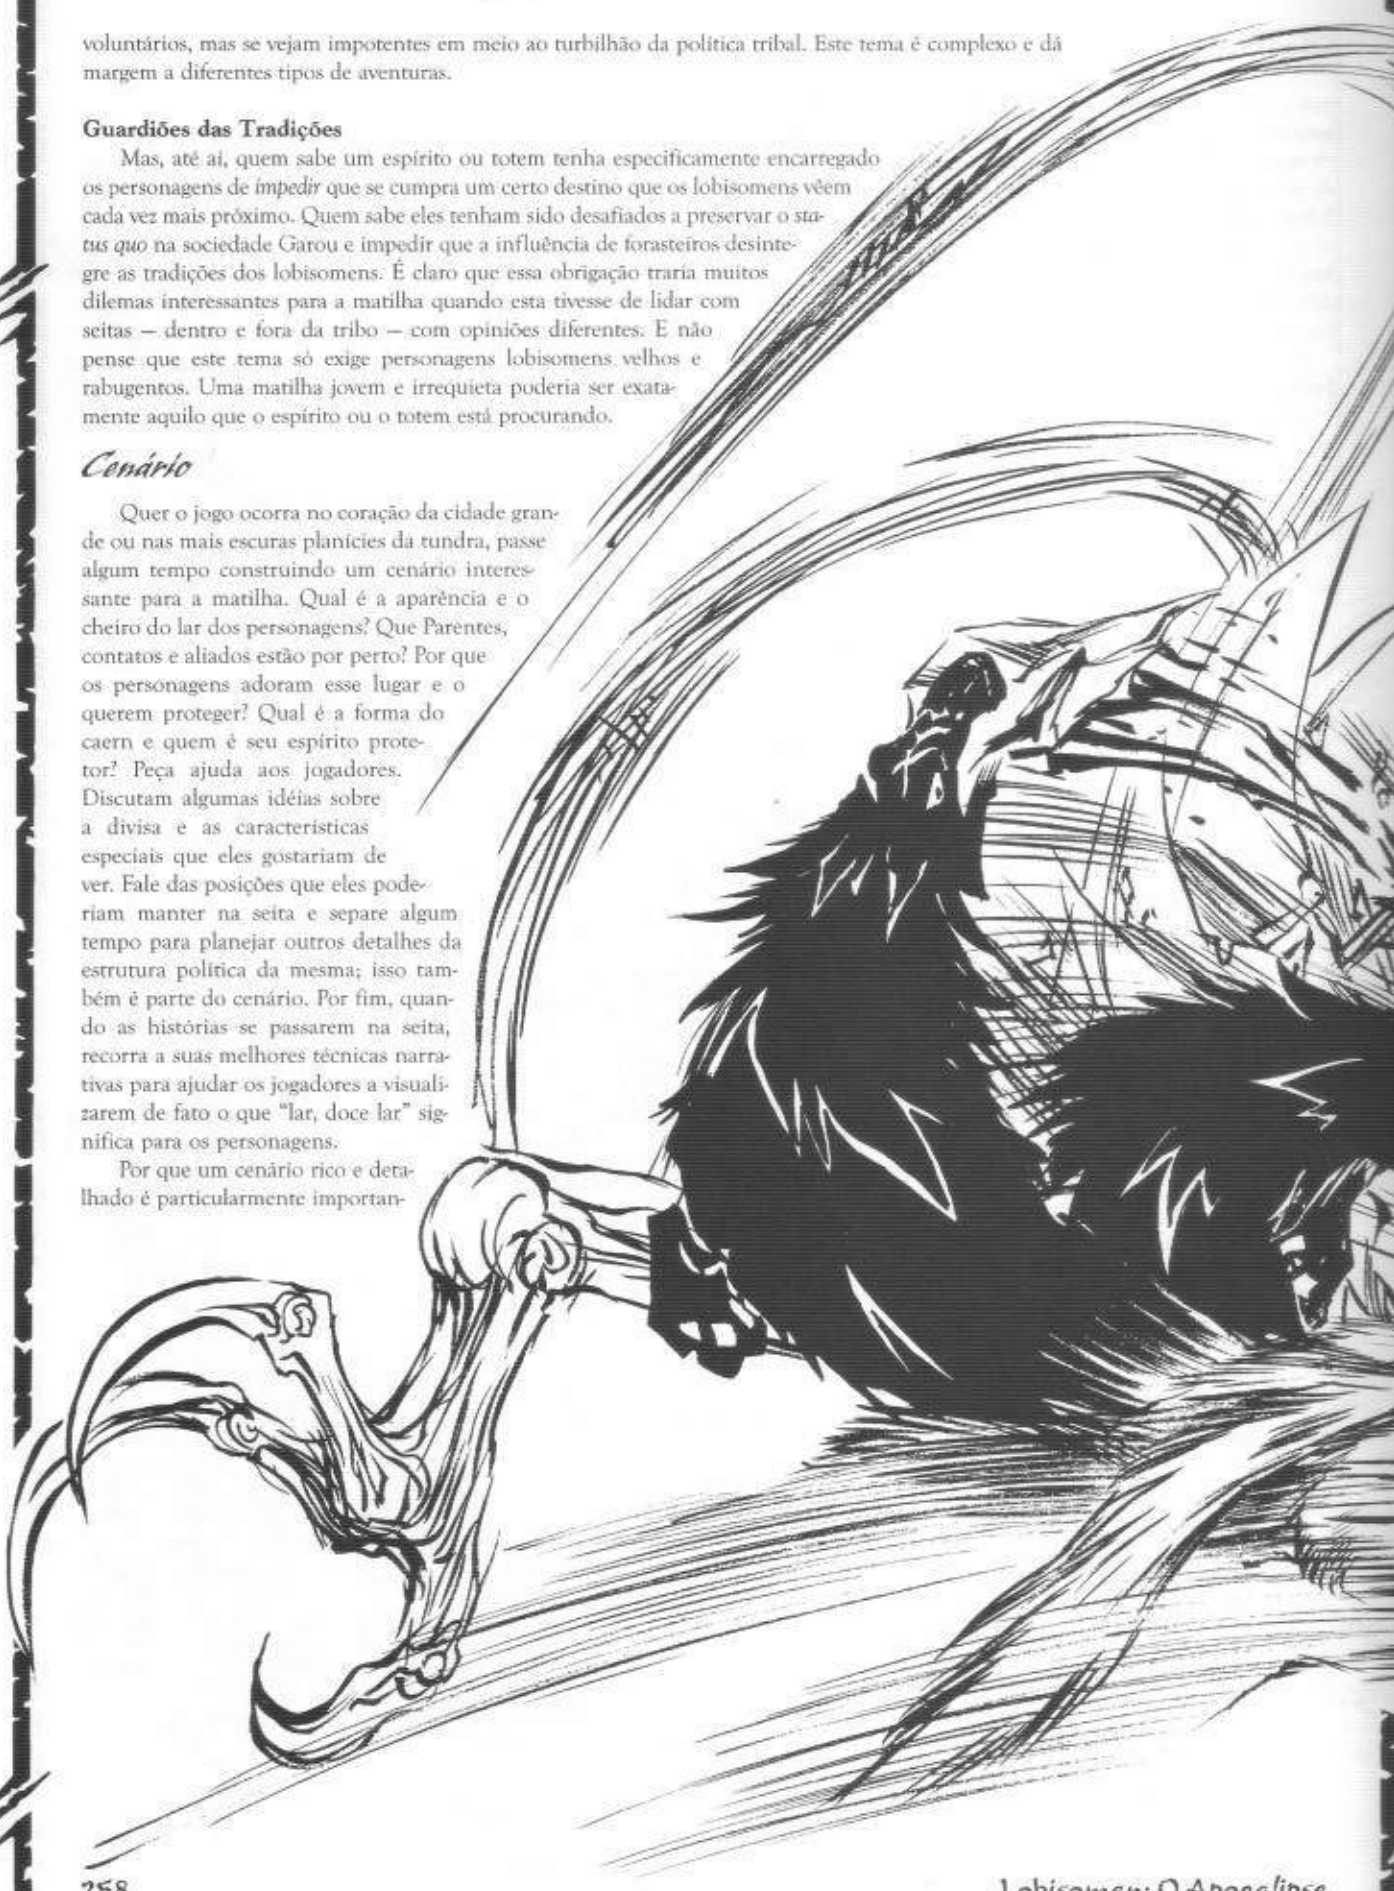 voluntários, mas se vejam impotentes em meio ao turbilhão da política tribal. Este tema é complexo e dá
margem a diferentes tipos de aventuras.
Guardiões das Tradições
Mas, até aí, quem sabe um espírito ou totem tenha especificamente encarregado
os personagens de impedir que se cumpra um certo destino que os lobisomens vêem
cada vez mais próximo. Quem sabe eles tenham sido desafiados a preservar o sta-
tus quo na sociedade Garou e impedir que a influência de forasteiros desinte-
gre as tradições dos lobisomens. É claro que essa obrigação traria muitos
dilemas interessantes para a matilha quando esta tivesse de lidar com
seitas — dentro e fora da tribo — com opiniões diferentes. E não
pense que este tema só exige personagens lobisomens velhos e
rabugentos. Uma matilha jovem e irrequieta poderia ser exata-
mente aquilo que o espírito ou o totem está procurando.
Cenário
Quer o jogo ocorra no coração da cidade gran-
de ou nas mais escuras planícies da tundra, passe
algum tempo construindo um cenário interes-
sante para a matilha. Qual é a aparência e o
cheiro do lar dos personagens? Que Parentes,
contatos e aliados estão por perto? Por que
os personagens adoram esse lugar e o
querem proteger? Qual é a forma do
caern e quem é seu espírito prote-
tor? Peça ajuda aos jogadores.
Discutam algumas idéias sobre
a divisa e as características
especiais que eles gostariam de
ver. Fale das posições que eles pode-
riam manter na seita e separe algum
tempo para planejar outros detalhes da
estrutura política da mesma; isso tam-
bém é parte do cenário. Por fim, quan-
do as histórias se passarem na seita,
recorra a suas melhores técnicas narra-
tivas para ajudar os jogadores a visuali-
zarem de fato o que “lar, doce lar” sig-
nifica para os personagens.
Por que um cenário rico e deta-
lhado é particularmente importan-
258
Lobisomem: O Apocalipse